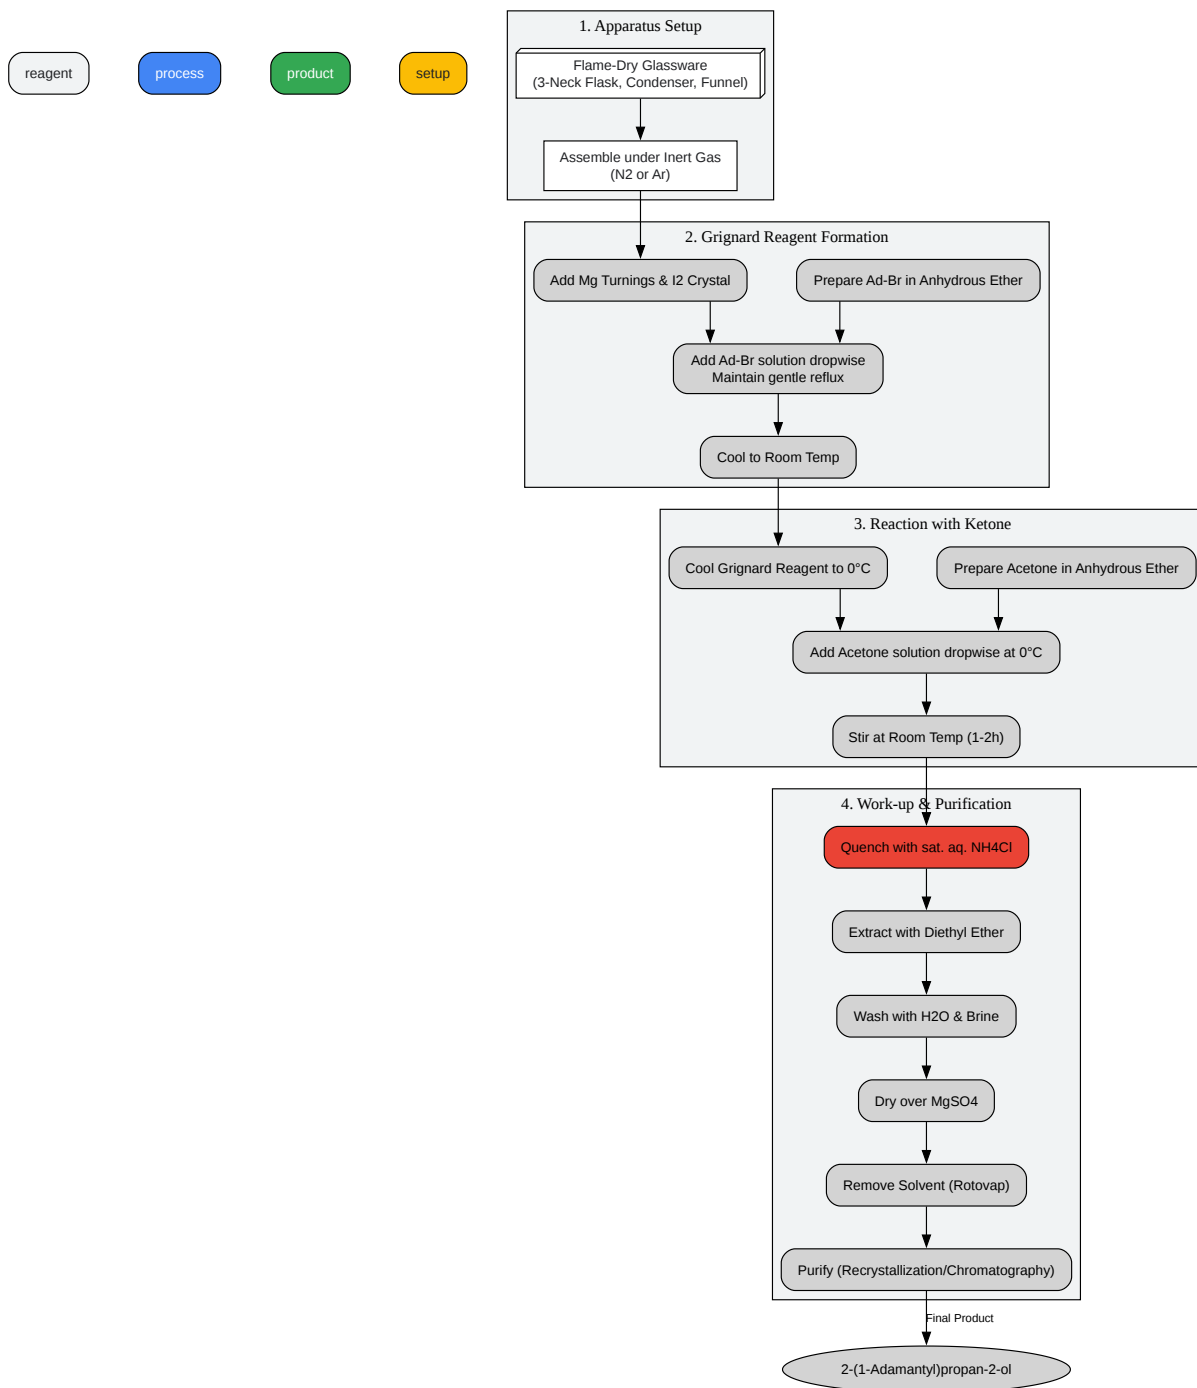 1. Apparatus Setup
reagent
process
product
setup
Flame-Dry Glassware
(3-Neck Flask, Condenser, Funnel)
Assemble under Inert Gas
(N2 or Ar)
2. Grignard Reagent Formation
Add Mg Turnings & I2 Crystal
Prepare Ad-Br in Anhydrous Ether
Add Ad-Br solution dropwise
Maintain gentle reflux
Cool to Room Temp
3. Reaction with Ketone
Cool Grignard Reagent to 0°C
Prepare Acetone in Anhydrous Ether
Add Acetone solution dropwise at 0°C
Stir at Room Temp (1-2h)
4. Work-up & Purification
Quench with sat. aq. NH4Cl
Extract with Diethyl Ether
Wash with H2O & Brine
Dry over MgSO4
Remove Solvent (Rotovap)
Purify (Recrystallization/Chromatography)
Final Product
2-(1-Adamantyl)propan-2-ol